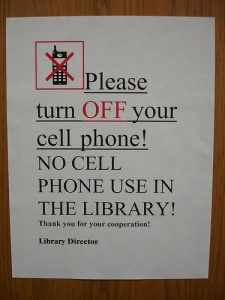 Please
turn OFF your
cell phone!
NO CELL
PHONE USE IN
THE LIBRARY!
Thank you for your cooperation!
Library Director